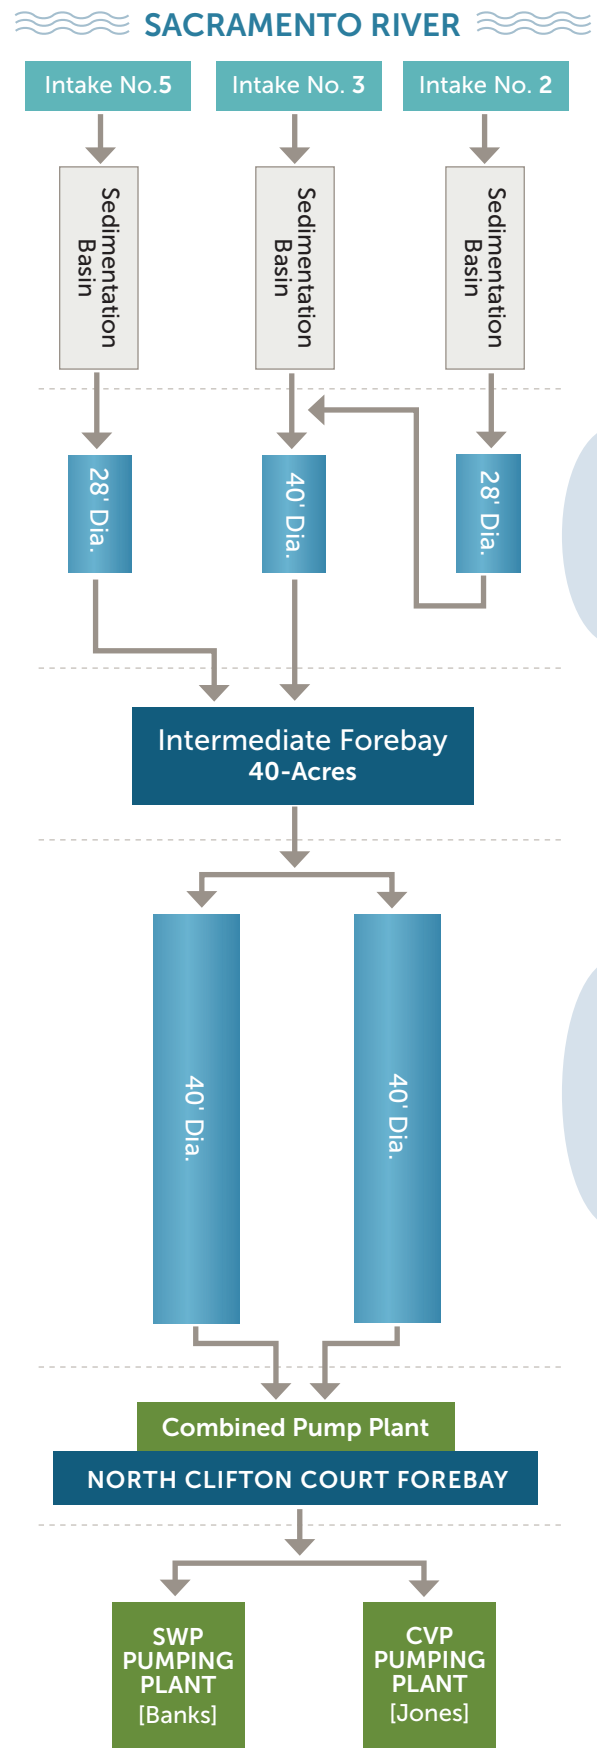 SACRAMENTO RIVER
Intake No.5
Intake No. 3
Intake No. 2
Sedimentation
Basin
Sedimentation
Basin
Sedimentation
Basin
28' Dia.
40' Dia.
28' Dia.
Intermediate Forebay
40-Acres
40' Dia.
40' Dia.
Combined Pump Plant
NORTH CLIFTON COURT FOREBAY
SWP
PUMPING
PLANT
[Banks]
CVP
PUMPING
PLANT
[Jones]